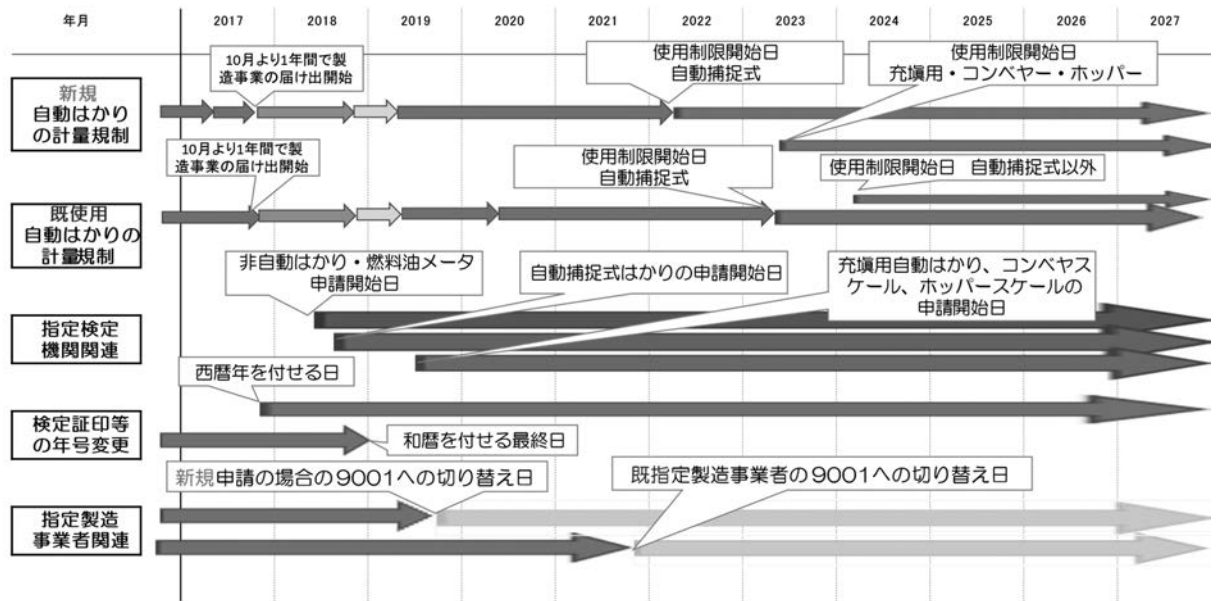 年月
2017
2018
2019
2020
2021
2022
2023
2024
2025
2026
2027
新規
自動はかり
の計量規制
10月より1年間で製
造事業の届け出開始
使用制限開始日
自動捕捉式
使用制限開始日
充填用・コンベヤー・ホッパー
既使用
自動はかりの
計量規制
10月より1年間で製
造事業の届け出開始
使用制限開始日
自動捕捉式
使用制限開始日 自動捕捉式以外
指定検定
機関関連
非自動はかり・燃料油メータ
申請開始日
自動捕捉式はかりの申請開始日
充填用自動はかり、コンベヤス
ケール、ホッパースケールの
申請開始日
検定証印等
の年号変更
西暦年を付せる日
和暦を付せる最終日
指定製造
事業者関連
新規申請の場合の9001への切り替え日
既指定製造事業者の9001への切り替え日